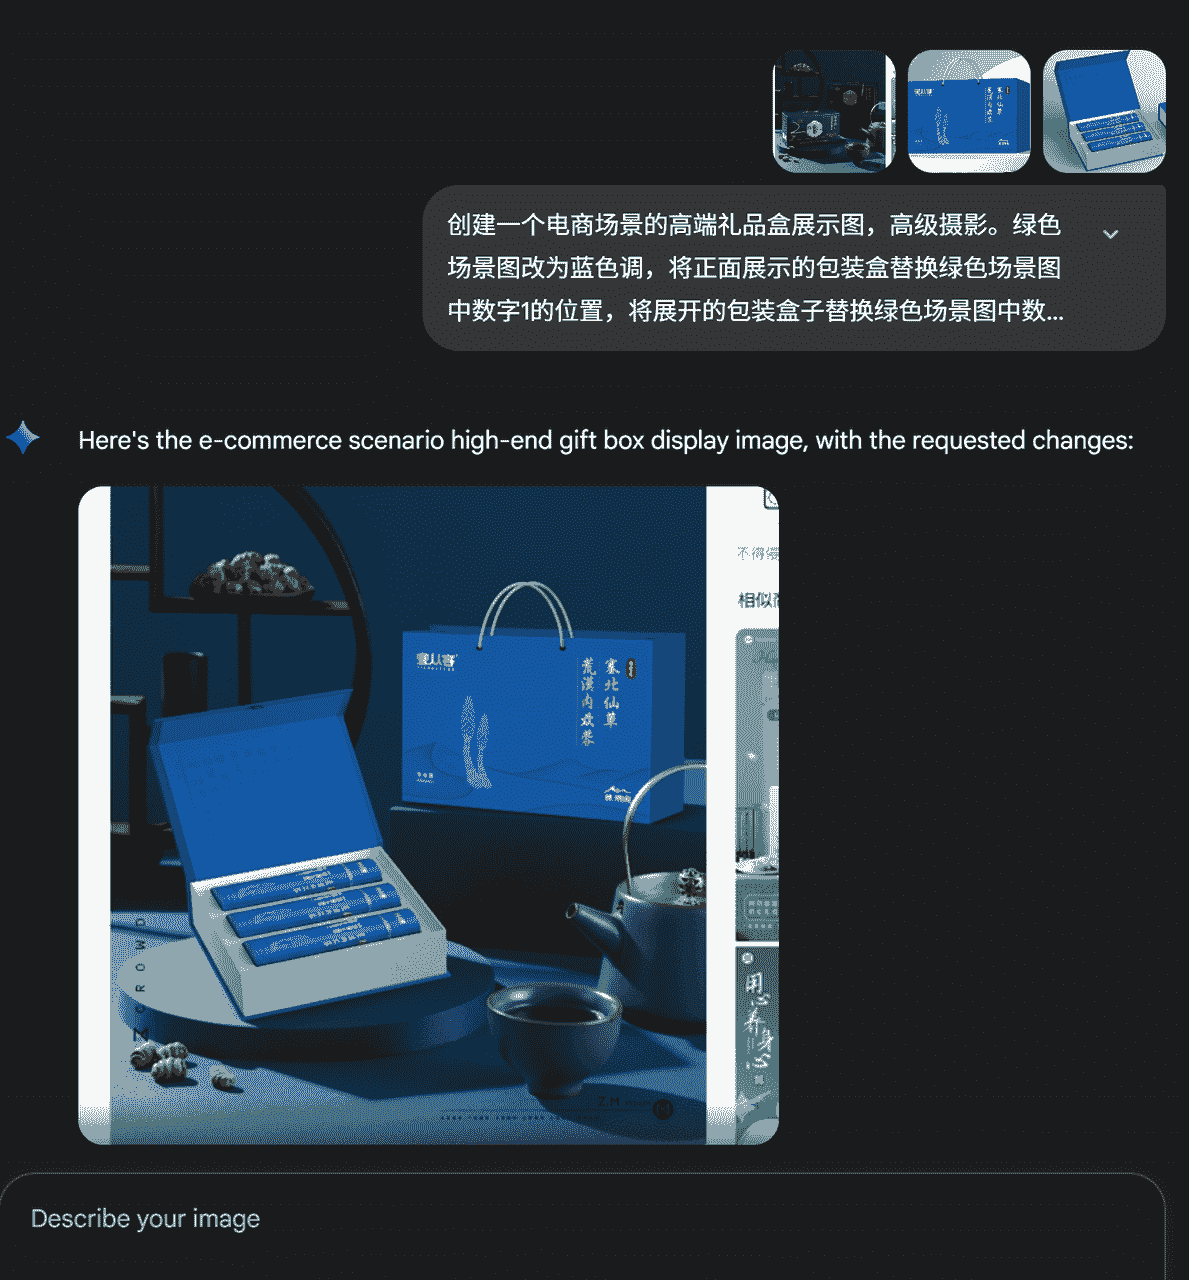 创建一个电商场景的高端礼品盒展示图，高级摄影。绿色
场景图改为蓝色调，将正面展示的包装盒替换绿色场景图
中数字1的位置，将展开的包装盒子替换绿色场景图中数...
Here's the e-commerce scenario high-end gift box display image, with the requested changes:
不得
相似
塞北仙草
荒漠肉苁蓉
用心养身心
ZM
Describe your image